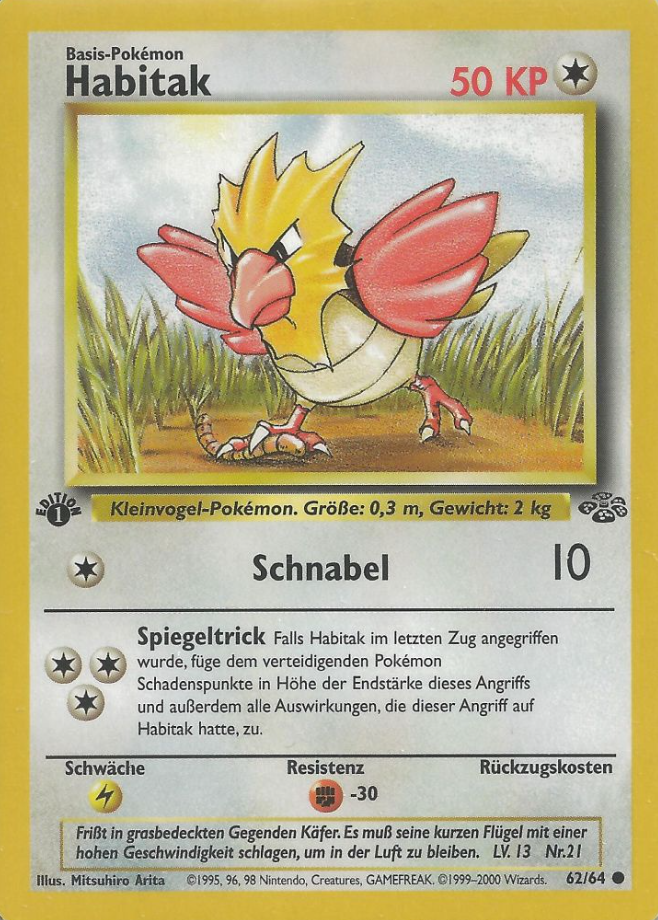 Basis-Pokémon
Habitak
50 KP
EDITION
1
Kleinvogel-Pokémon. Größe: 0,3 m, Gewicht: 2 kg
Schnabel 10
Spiegeltrick Falls Habitak im letzten Zug angegriffen
wurde, füge dem verteidigenden Pokémon
Schadenspunkte in Höhe der Endstärke dieses Angriffs
und außerdem alle Auswirkungen, die dieser Angriff auf
Habitak hatte, zu.
Schwäche Resistenz Rückzugskosten
-30
Frißt in grasbedeckten Gegenden Käfer. Es muß seine kurzen Flügel mit einer
hohen Geschwindigkeit schlagen, um in der Luft zu bleiben. LV. 13 Nr.21
Illus. Mitsuhiro Arita ©1995, 96, 98 Nintendo, Creatures, GAMEFREAK. ©1999-2000 Wizards. 62/64